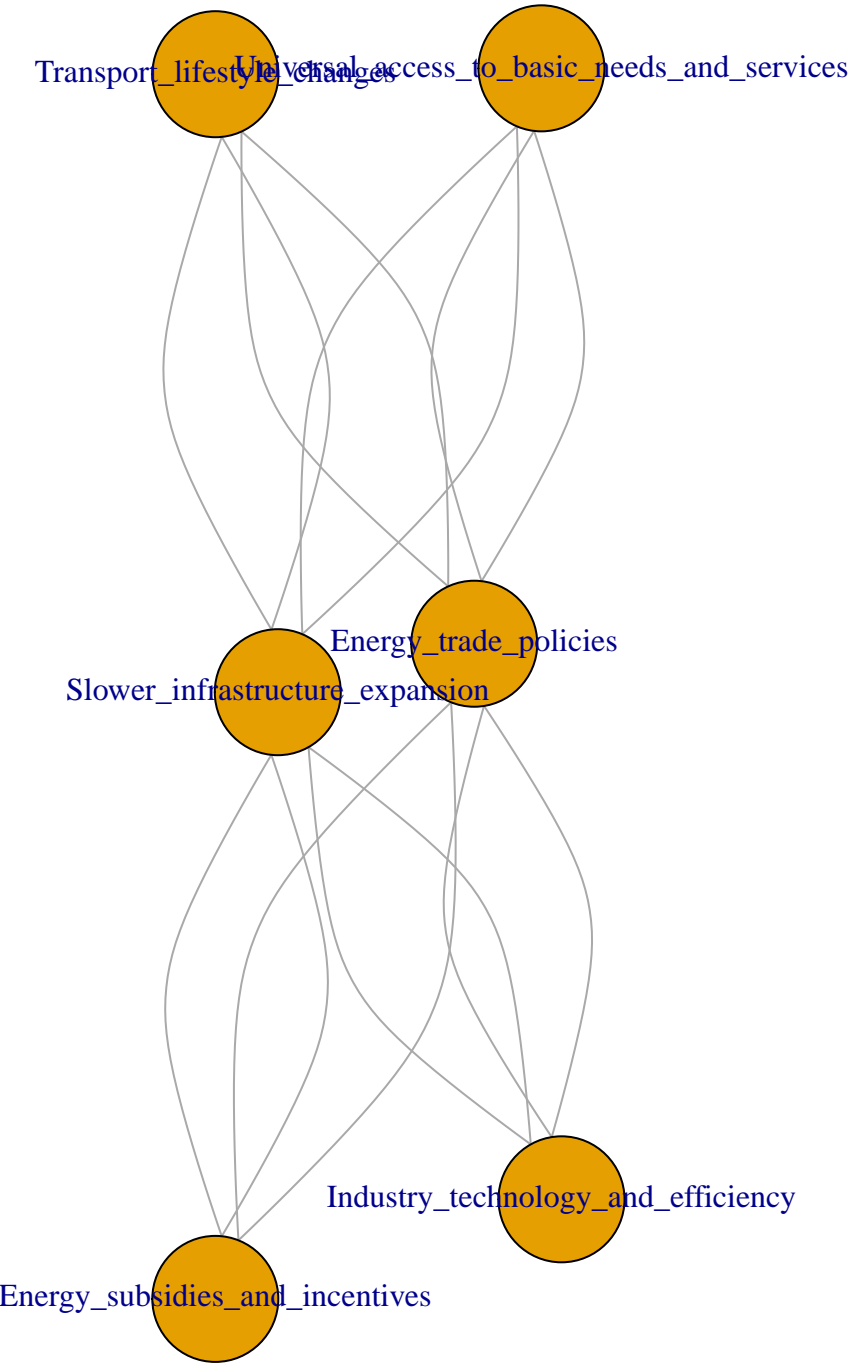 Transport_lifestyle_changes
Universal_access_to_basic_needs_and_services
Energy_trade_policies
Slower_infrastructure_expansion
Industry_technology_and_efficiency
Energy_subsidies_and_incentives